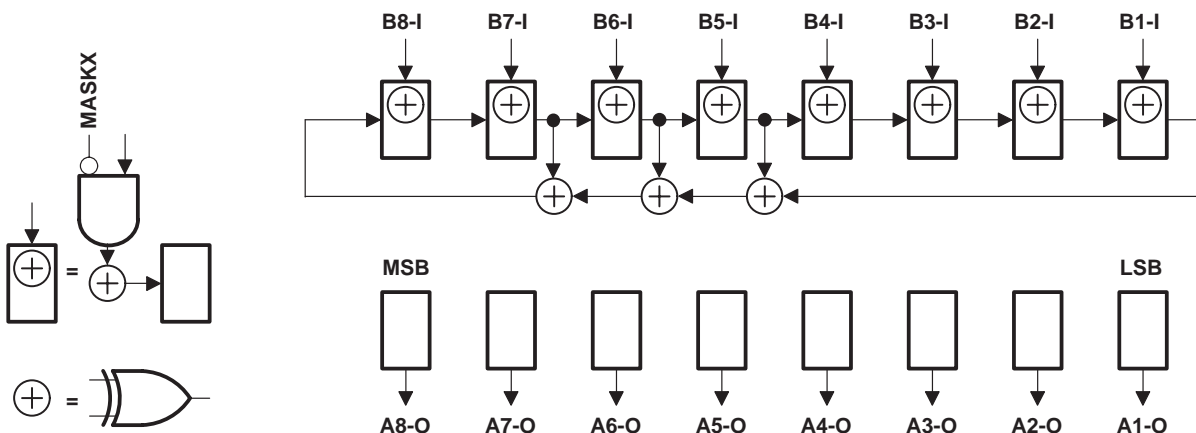 B8-I B7-I B6-I B5-I B4-I B3-I B2-I B1-I
MASKX
=
MSB LSB
=
A8-O A7-O A6-O A5-O A4-O A3-O A2-O A1-O